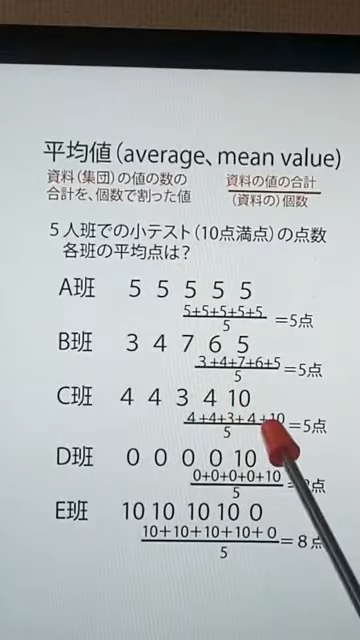 平均値(average、mean value)
資料(集団)の値の数の
合計を、個数で割った値
資料の値の合計
(資料の)個数
5人班での小テスト(10点満点)の点数
各班の平均点は?
A班 5 5 5 5 5
5+5+5+5+5
5
=5点
B班 3 4 7 6 5
3+4+7+6+5
5
=5点
C班 4 4 3 4 10
4+4+3+4+10
5
=5点
D班 0 0 0 0 10
0+0+0+0+10
5
点
E班 10 10 10 10 0
10+10+10+10+0
5
=8点